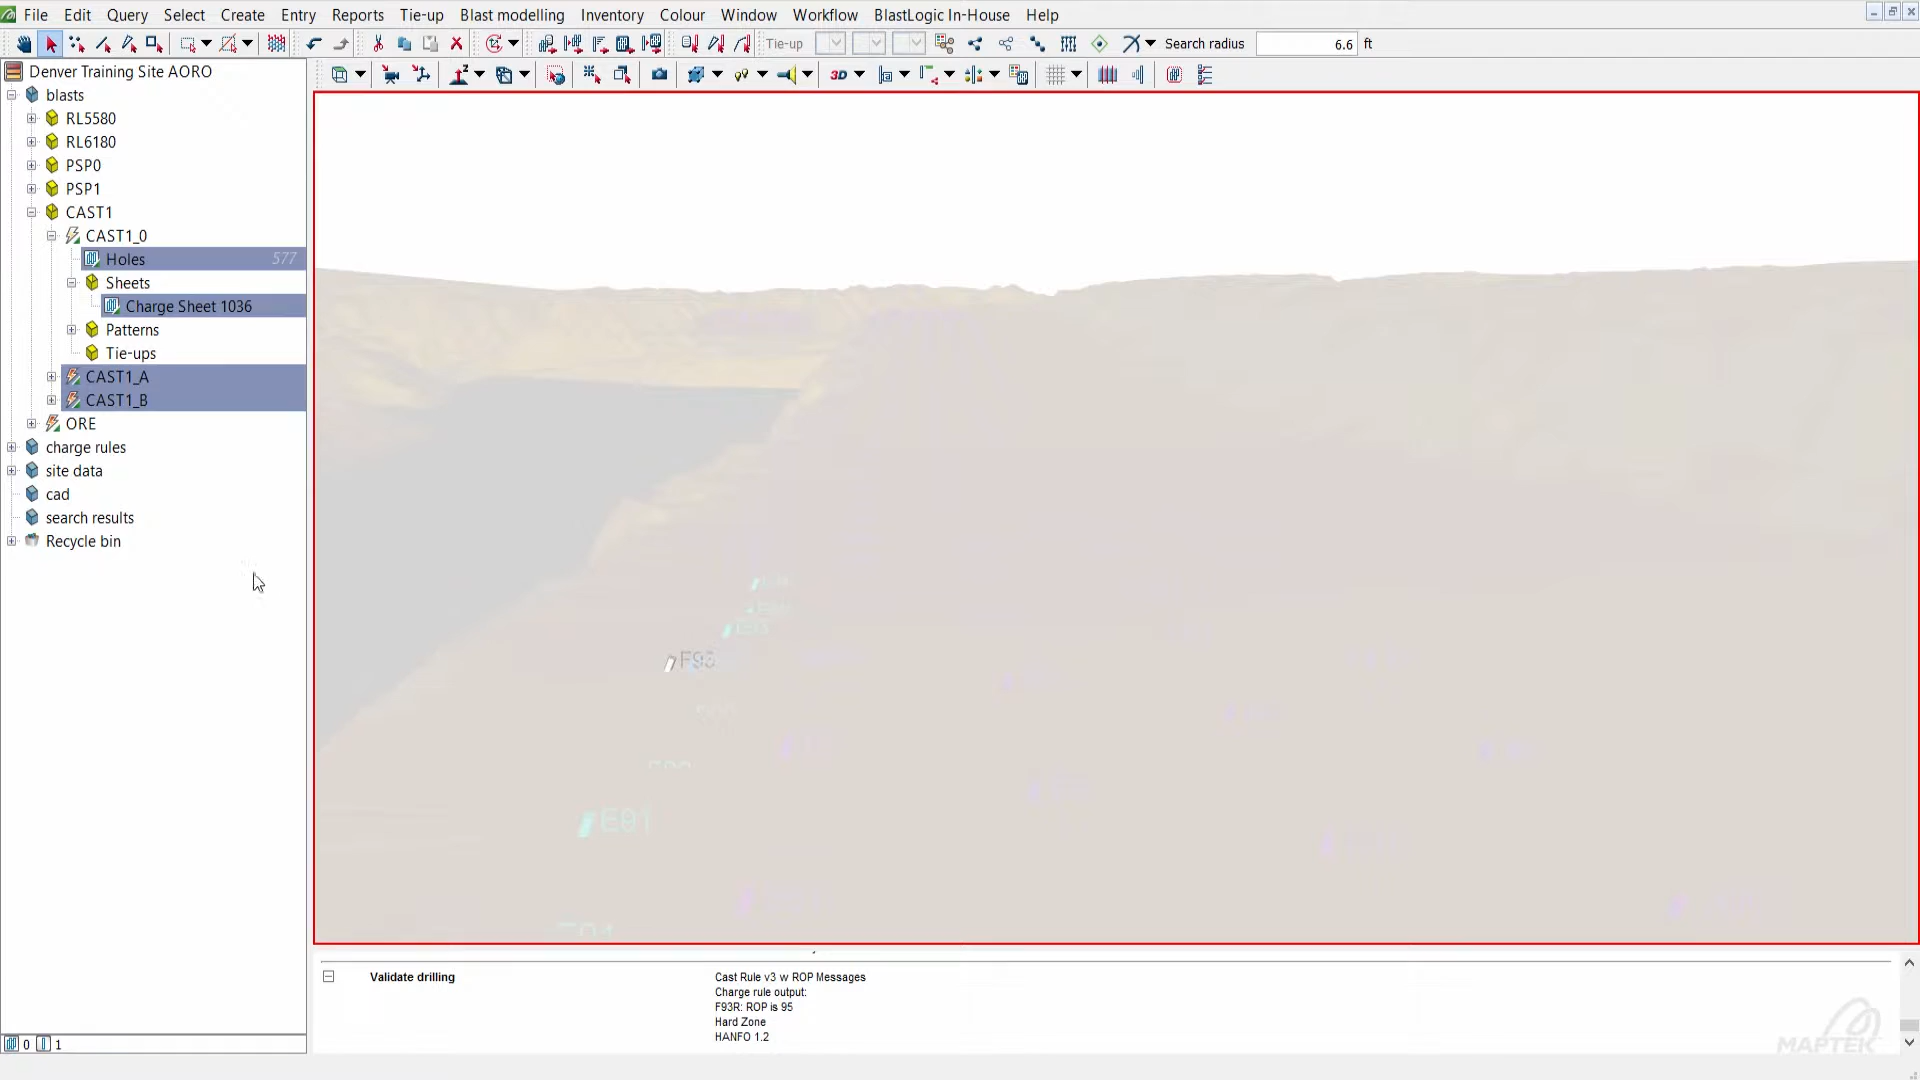 File Edit Query Select Create Entry Reports Tie-up Blast modelling Inventory Colour Window Workflow BlastLogic In-House Help
Tie-up Search radius 6.6 ft
Denver Training Site AORO
blasts
RL5580
RL6180
PSP0
PSP1
CAST1
CAST1_0
Holes 577
Sheets
Charge Sheet 1036
Patterns
Tie-ups
CAST1_A
CAST1_B
ORE
charge rules
site data
cad
search results
Recycle bin
3D
E91
Validate drilling
Cast Rule v3 w ROP Messages
Charge rule output:
F93R: ROP is 95
Hard Zone
HANFO 1.2
MAPTEK
0 1